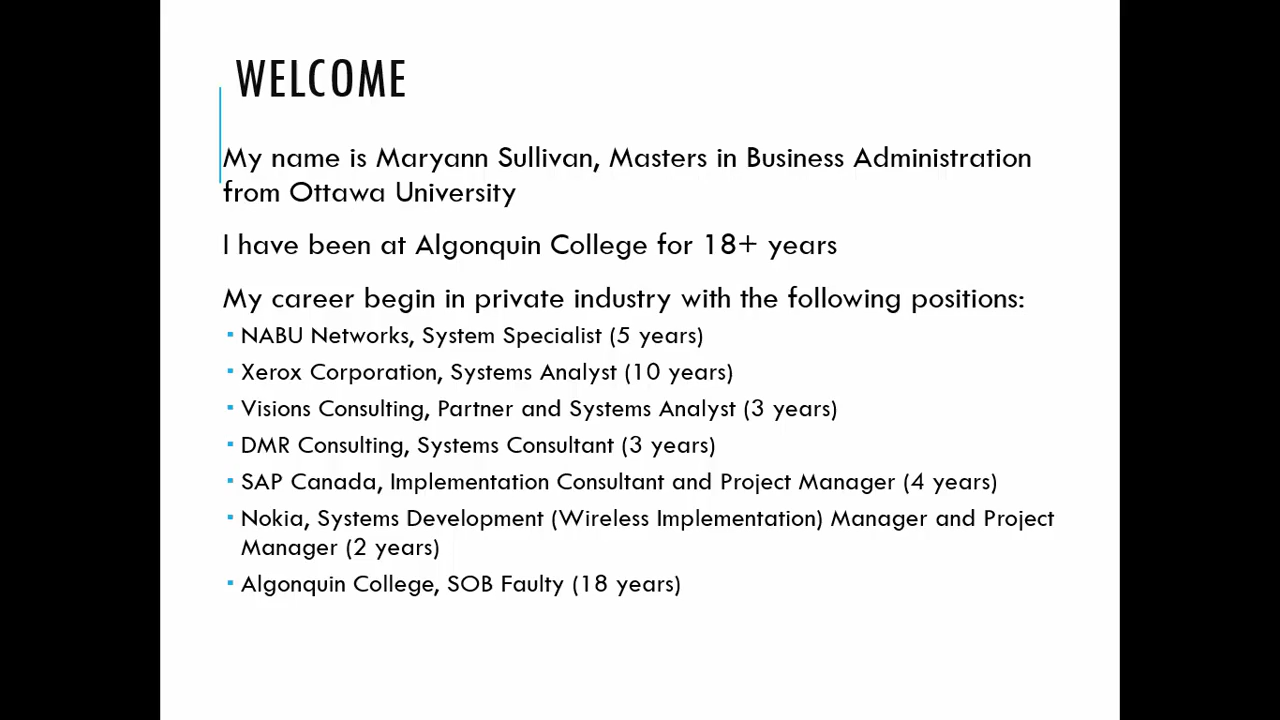 WELCOME
My name is Maryann Sullivan, Masters in Business Administration
from Ottawa University
I have been at Algonquin College for 18+ years
My career begin in private industry with the following positions:
▪ NABU Networks, System Specialist (5 years)
▪ Xerox Corporation, Systems Analyst (10 years)
▪ Visions Consulting, Partner and Systems Analyst (3 years)
▪ DMR Consulting, Systems Consultant (3 years)
▪ SAP Canada, Implementation Consultant and Project Manager (4 years)
▪ Nokia, Systems Development (Wireless Implementation) Manager and Project
Manager (2 years)
▪ Algonquin College, SOB Faulty (18 years)